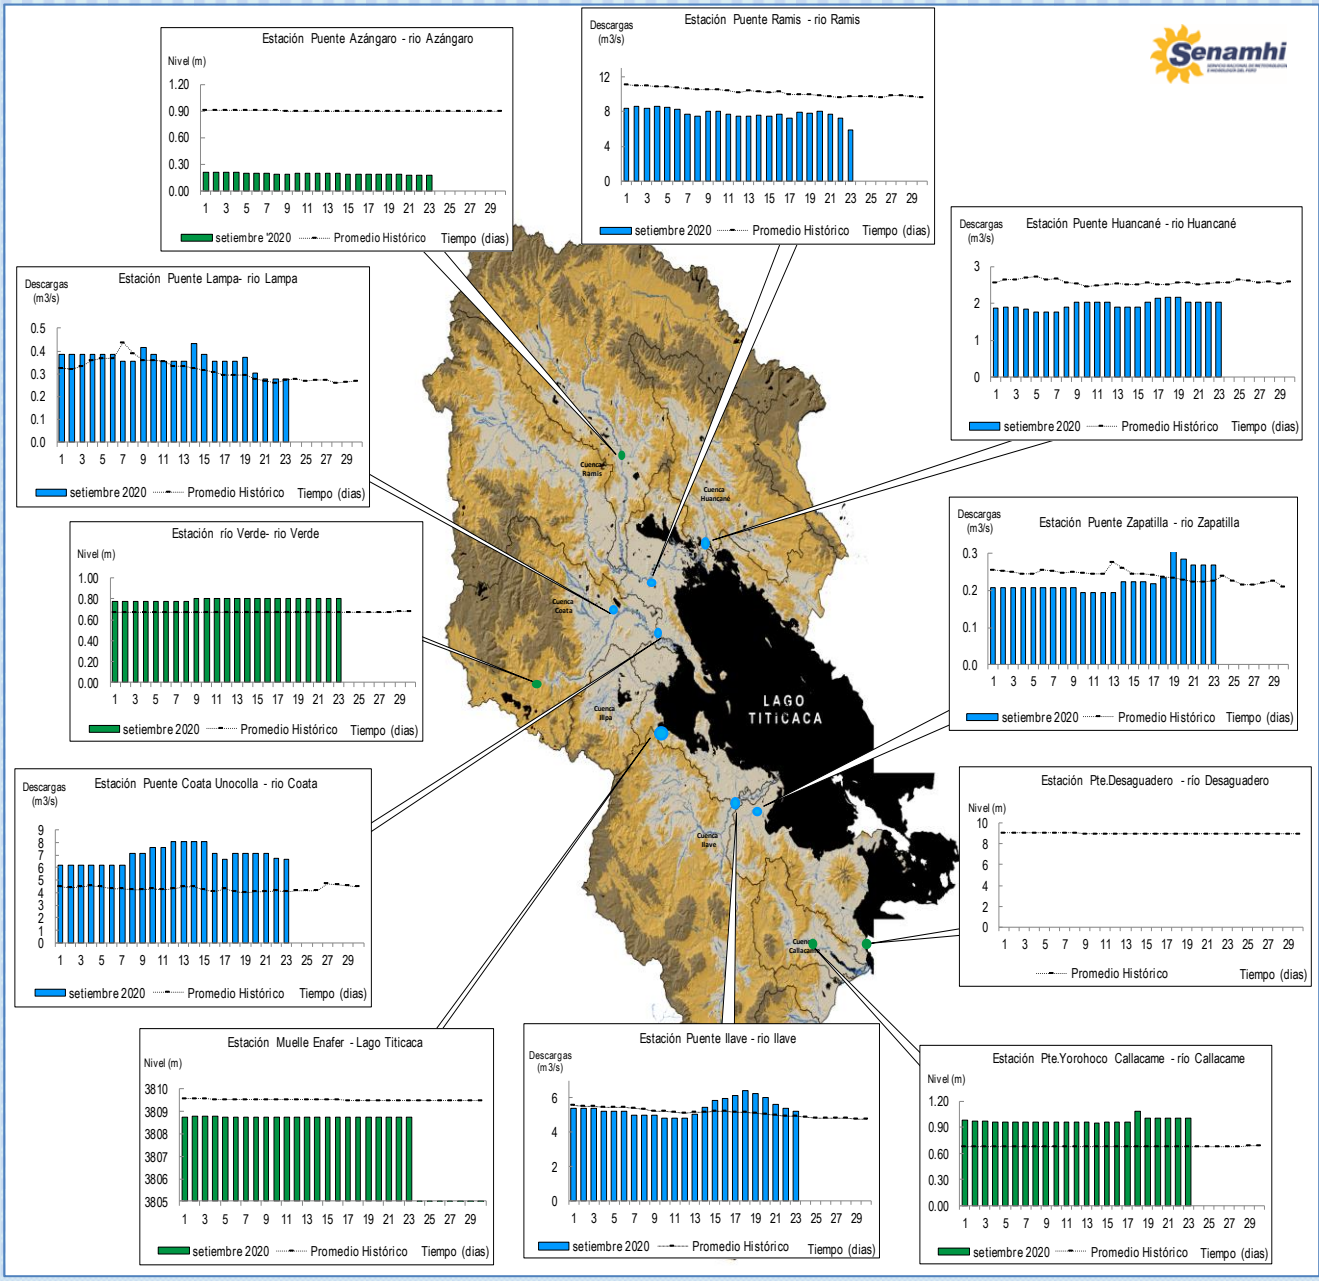 Estación Puente Azángaro - rio Azángaro
Nivel (m)
1.20
0.90
0.60
0.30
0.00
1 3 5 7 9 11 13 15 17 19 21 23 25 27 29
setiembre '2020 Promedio Histórico Tiempo (dias)
Estación Puente Ramis - rio Ramis
Descargas
(m3/s)
12
8
4
0
1 3 5 7 9 11 13 15 17 19 21 23 25 27 29
setiembre 2020 Promedio Histórico Tiempo (dias)
Senamhi
Estación Puente Huancané - rio Huancané
Descargas
(m3/s)
3
2
1
0
1 3 5 7 9 11 13 15 17 19 21 23 25 27 29
setiembre 2020 Promedio Histórico Tiempo (dias)
Estación Puente Lampa- rio Lampa
Descargas
(m3/s)
0.5
0.4
0.3
0.2
0.1
0.0
1 3 5 7 9 11 13 15 17 19 21 23 25 27 29
setiembre 2020 Promedio Histórico Tiempo (dias)
Estación Puente Zapatilla - rio Zapatilla
Descargas
(m3/s)
0.3
0.2
0.1
0.0
1 3 5 7 9 11 13 15 17 19 21 23 25 27 29
setiembre 2020 Promedio Histórico Tiempo (dias)
Estación río Verde- rio Verde
Nivel (m)
1.00
0.80
0.60
0.40
0.20
0.00
1 3 5 7 9 11 13 15 17 19 21 23 25 27 29
setiembre 2020 Promedio Histórico Tiempo (dias)
Cuenca
Ramis
Cuenca
Huancané
Cuenca
Coata
Cuenca
Illpa
LAGO
TITICACA
Cuenca
Ilave
Cuenca
Callacame
Estación Puente Coata Unocolla - rio Coata
Descargas
(m3/s)
9
8
7
6
5
4
3
2
1
0
1 3 5 7 9 11 13 15 17 19 21 23 25 27 29
setiembre 2020 Promedio Histórico Tiempo (dias)
Estación Pte.Desaguadero - río Desaguadero
Nivel (m)
10
8
6
4
2
0
1 3 5 7 9 11 13 15 17 19 21 23 25 27 29
Promedio Histórico Tiempo (dias)
Estación Muelle Enafer - Lago Titicaca
Nivel (m)
3810
3809
3808
3807
3806
3805
1 3 5 7 9 11 13 15 17 19 21 23 25 27 29
setiembre 2020 Promedio Histórico Tiempo (dias)
Estación Puente Ilave - rio Ilave
Descargas
(m3/s)
6
4
2
0
1 3 5 7 9 11 13 15 17 19 21 23 25 27 29
setiembre 2020 Promedio Histórico Tiempo (dias)
Estación Pte.Yorohoco Callacame - río Callacame
Nivel (m)
1.20
0.90
0.60
0.30
0.00
1 3 5 7 9 11 13 15 17 19 21 23 25 27 29
setiembre 2020 Promedio Histórico Tiempo (dias)